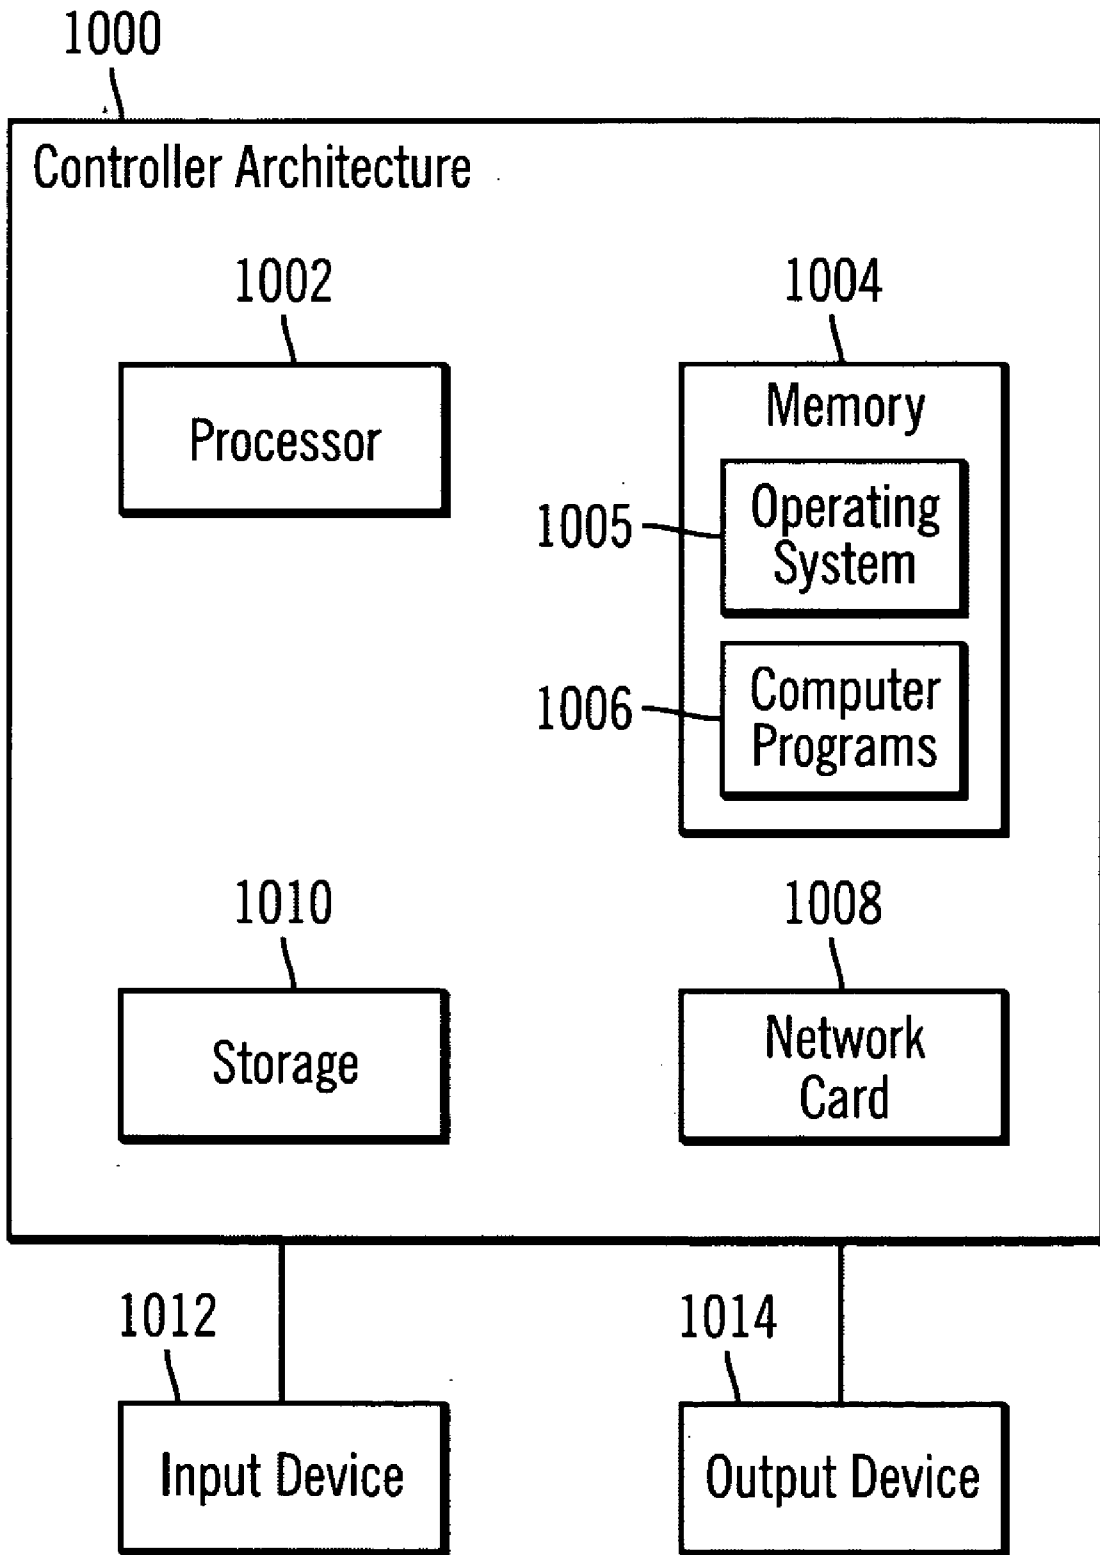 1000
Controller Architecture
1002
1004
Processor
Memory
1005
Operating
System
1006
Computer
Programs
1010
1008
Storage
Network
Card
1012
1014
Input Device
Output Device